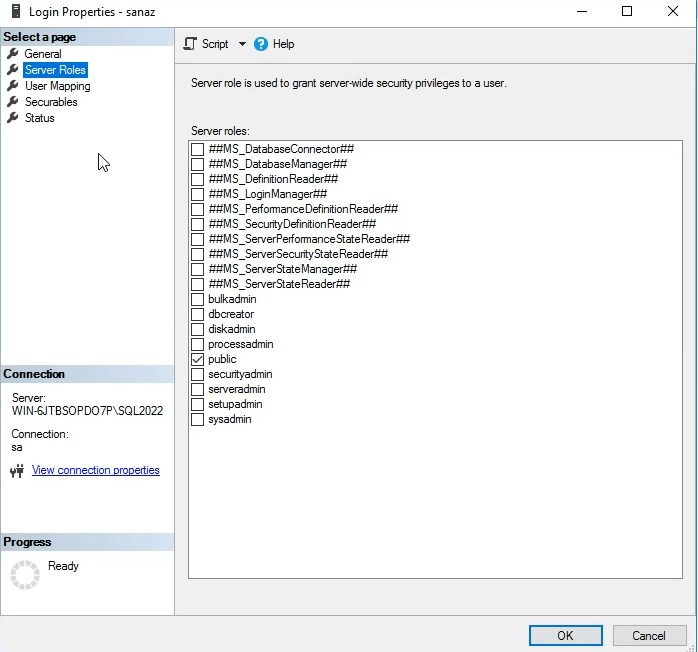 Login Properties - sanaz
Select a page
General
Server Roles
User Mapping
Securables
Status
Connection
Server:
WIN-6JTBSOPDO7P\SQL2022
Connection:
sa
View connection properties
Progress
Ready
Script
Help
Server role is used to grant server-wide security privileges to a user.
Server roles:
##MS_DatabaseConnector##
##MS_DatabaseManager##
##MS_DefinitionReader##
##MS_LoginManager##
##MS_PerformanceDefinitionReader##
##MS_SecurityDefinitionReader##
##MS_ServerPerformanceStateReader##
##MS_ServerSecurityStateReader##
##MS_ServerStateManager##
##MS_ServerStateReader##
bulkadmin
dbcreator
diskadmin
processadmin
public
securityadmin
serveradmin
setupadmin
sysadmin
OK
Cancel